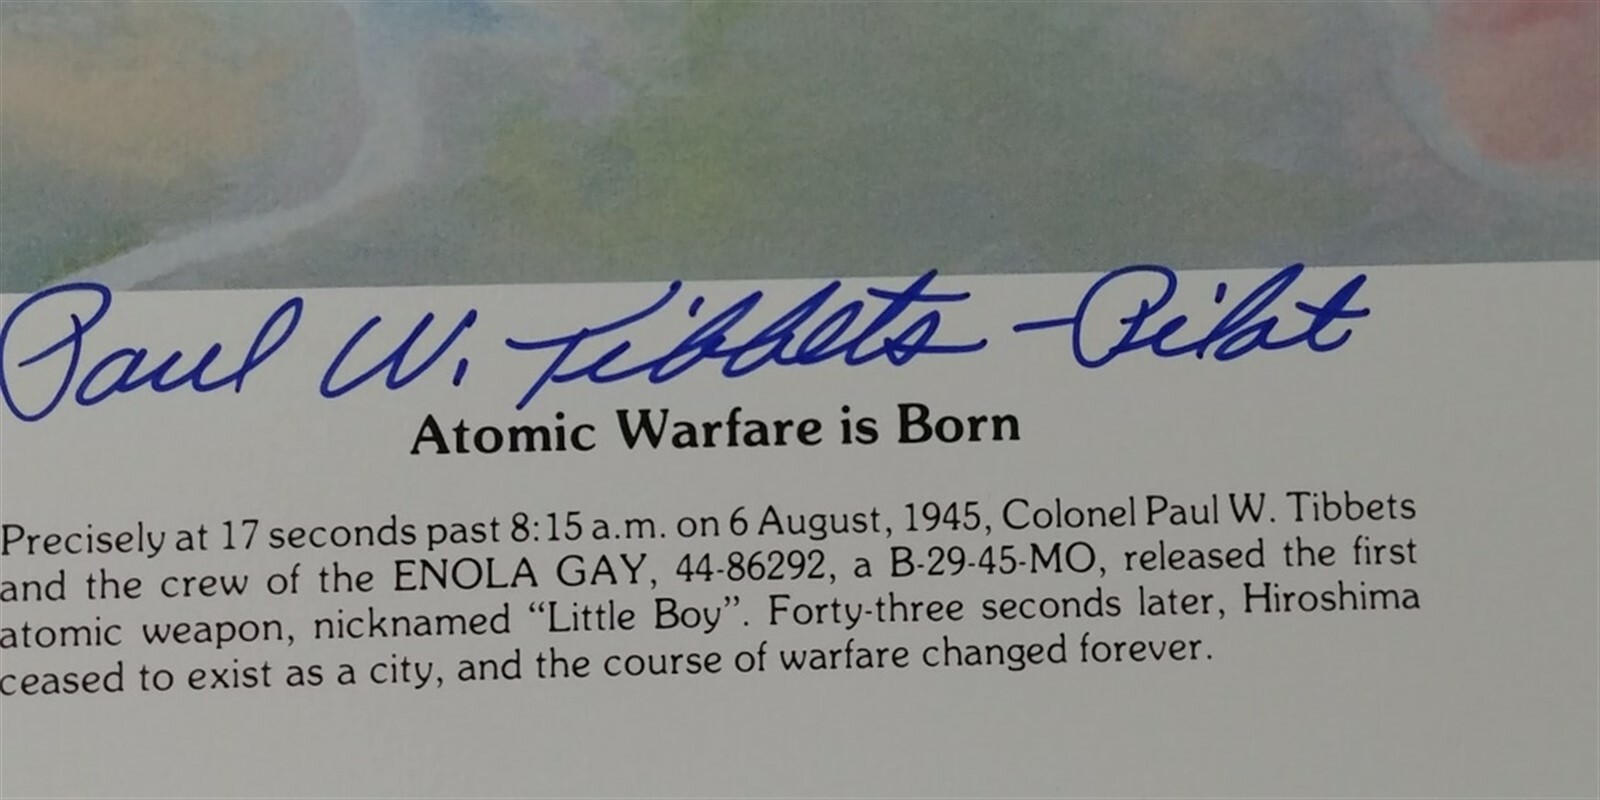 Paul W. Tibbets - Pilot
Atomic Warfare is Born
Precisely at 17 seconds past 8:15 a.m. on 6 August, 1945, Colonel Paul W. Tibbets
and the crew of the ENOLA GAY, 44-86292, a B-29-45-MO, released the first
atomic weapon, nicknamed “Little Boy”. Forty-three seconds later, Hiroshima
ceased to exist as a city, and the course of warfare changed forever.